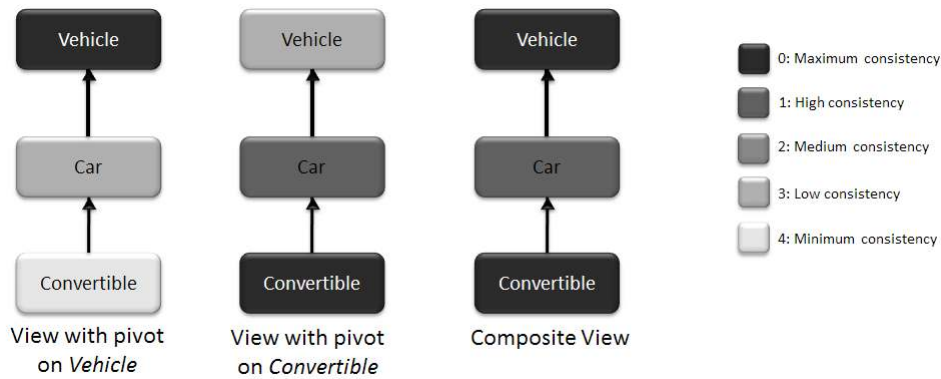 Vehicle
Car
Convertible
View with pivot
on Vehicle
Vehicle
Car
Convertible
View with pivot
on Convertible
Vehicle
Car
Convertible
Composite View
0: Maximum consistency
1: High consistency
2: Medium consistency
3: Low consistency
4: Minimum consistency